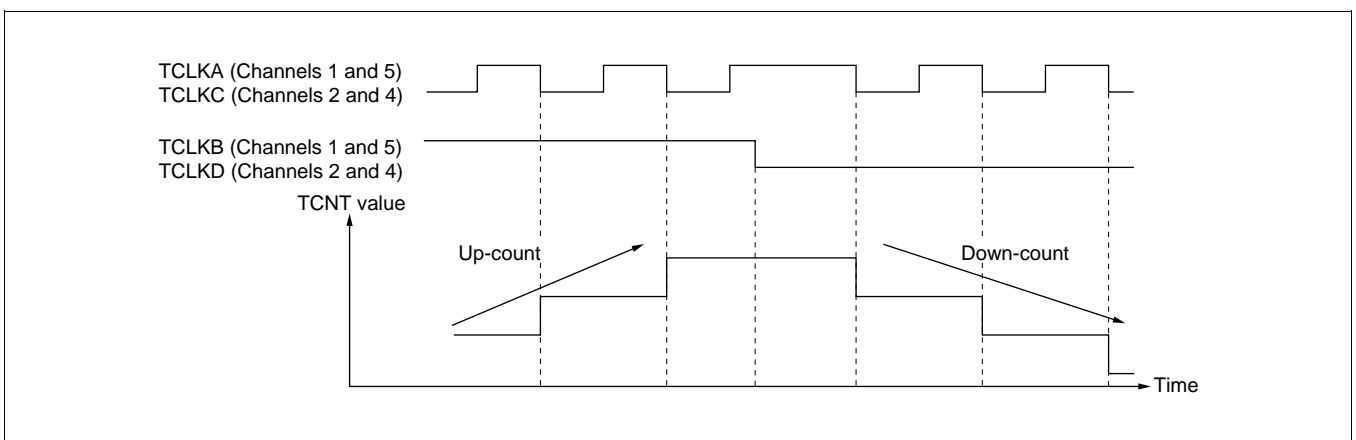 TCLKA (Channels 1 and 5)
TCLKC (Channels 2 and 4)
TCLKB (Channels 1 and 5)
TCLKD (Channels 2 and 4)
TCNT value
Up-count
Down-count
Time